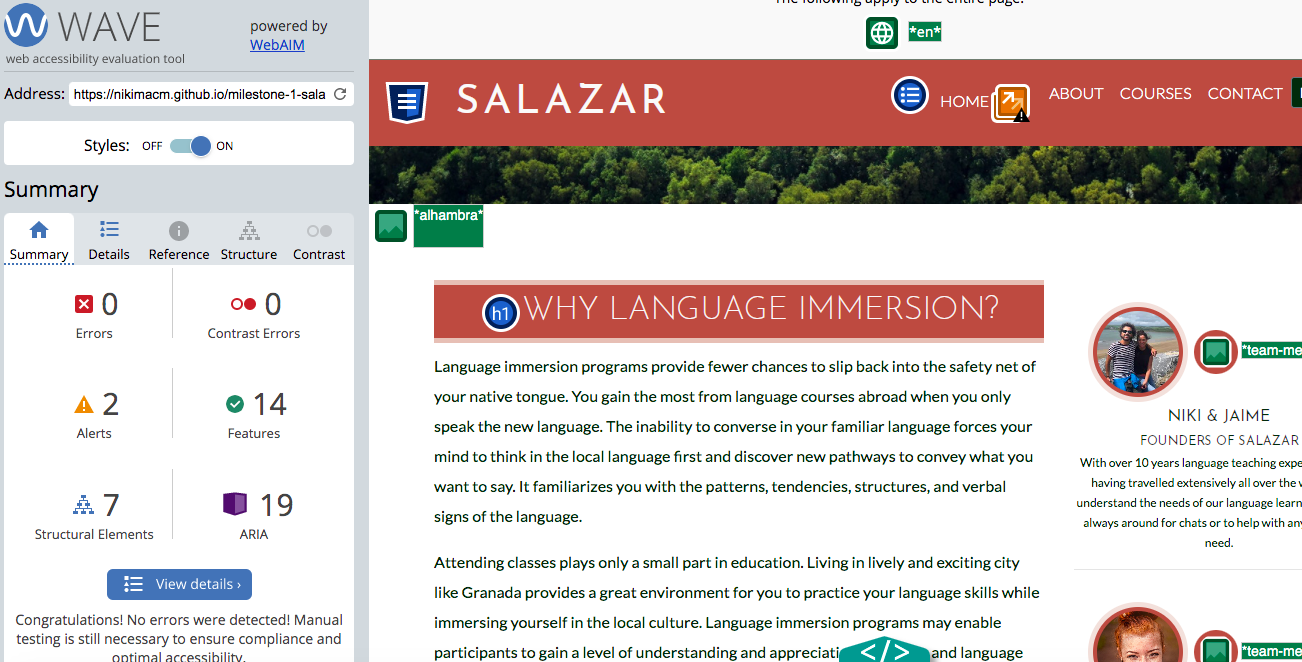 WAVE
powered by
WebAIM
web accessibility evaluation tool
Address: https://nikimacm.github.io/milestone-1-sala
Styles: OFF ON
Summary
Summary Details Reference Structure Contrast
0 0
Errors Contrast Errors
2 14
Alerts Features
7 19
Structural Elements ARIA
View details ›
Congratulations! No errors were detected! Manual
testing is still necessary to ensure compliance and
optimal accessibility.
The following apply to the entire page:
*en*
SALAZAR
HOME ABOUT COURSES CONTACT
*alhambra*
h1 WHY LANGUAGE IMMERSION?
Language immersion programs provide fewer chances to slip back into the safety net of
your native tongue. You gain the most from language courses abroad when you only
speak the new language. The inability to converse in your familiar language forces your
mind to think in the local language first and discover new pathways to convey what you
want to say. It familiarizes you with the patterns, tendencies, structures, and verbal
signs of the language.
Attending classes plays only a small part in education. Living in lively and exciting city
like Granada provides a great environment for you to practice your language skills while
immersing yourself in the local culture. Language immersion programs may enable
participants to gain a level of understanding and appreciati </> and language
*team-me
NIKI & JAIME
FOUNDERS OF SALAZAR
With over 10 years language teaching expe
having travelled extensively all over the w
understand the needs of our language learn
always around for chats or to help with any
need.
*team-me